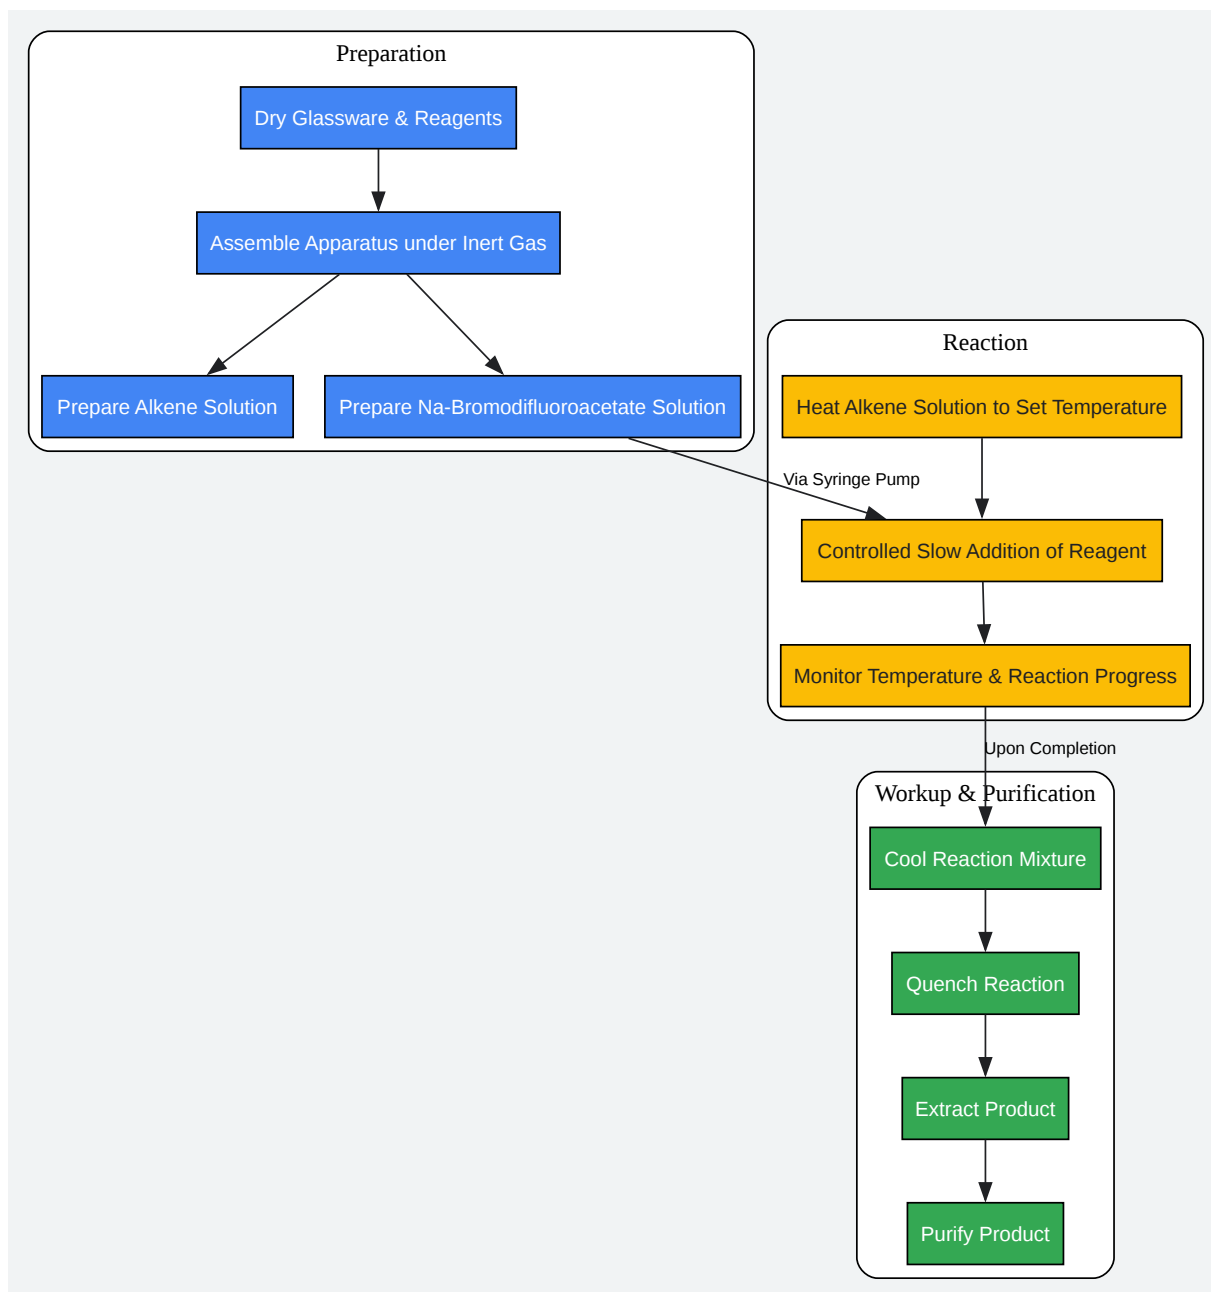 Preparation
Dry Glassware & Reagents
Assemble Apparatus under Inert Gas
Prepare Alkene Solution
Prepare Na-Bromodifluoroacetate Solution
Reaction
Heat Alkene Solution to Set Temperature
Via Syringe Pump
Controlled Slow Addition of Reagent
Monitor Temperature & Reaction Progress
Upon Completion
Workup & Purification
Cool Reaction Mixture
Quench Reaction
Extract Product
Purify Product